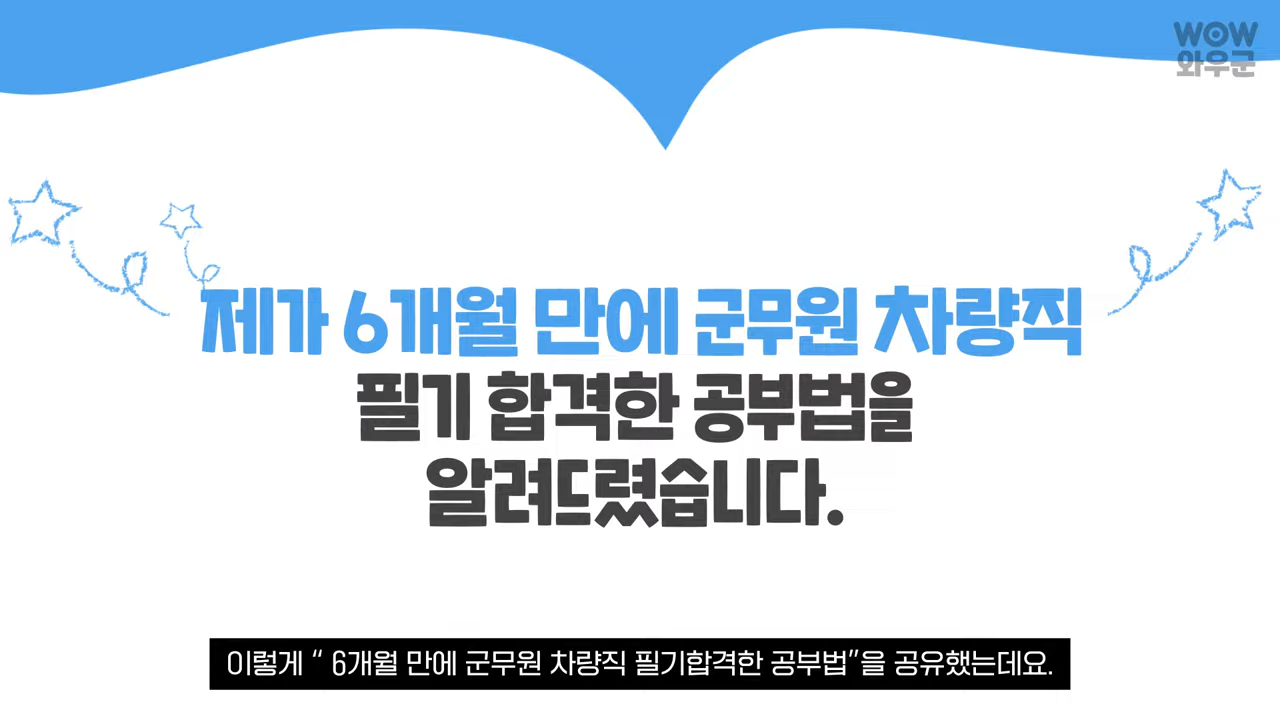 WOW
와우군
제가 6개월 만에 군무원 차량직
필기 합격한 공부법을
알려드렸습니다.
이렇게 “ 6개월 만에 군무원 차량직 필기합격한 공부법”을 공유했는데요.